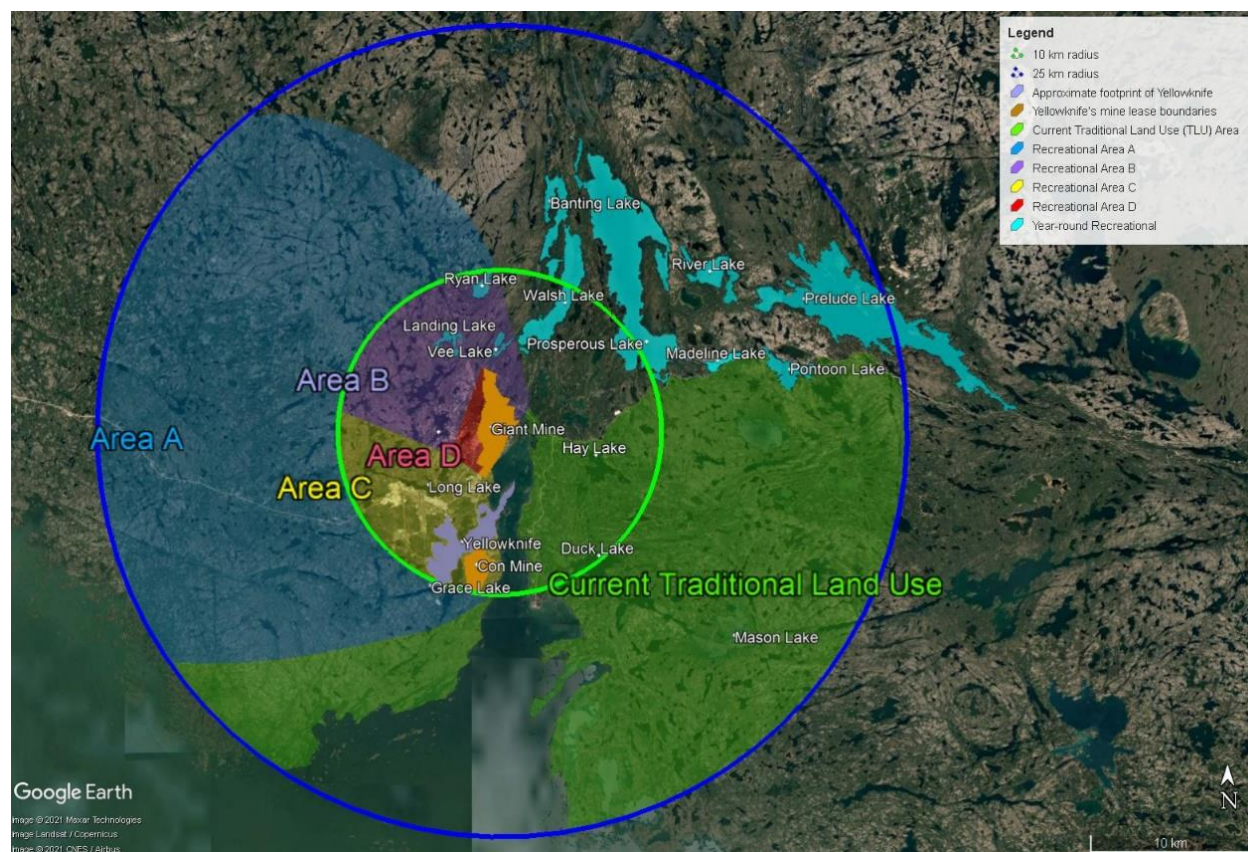 Legend
10 km radius
25 km radius
Approximate footprint of Yellowknife
Yellowknife's mine lease boundaries
Current Traditional Land Use (TLU) Area
Recreational Area A
Recreational Area B
Recreational Area C
Recreational Area D
Year-round Recreational
Banting Lake
River Lake
Ryan Lake
Walsh Lake
Prelude Lake
Landing Lake
Prosperous Lake
Vee Lake
Madeline Lake
Pontoon Lake
Area B
Giant Mine
Area A
Hay Lake
Area D
Area C
Long Lake
Yellowknife
Duck Lake
Con Mine
Grace Lake
Current Traditional Land Use
Mason Lake
Google Earth
Image © 2021 Maxar Technologies
Image Landsat / Copernicus
Image © 2021 CNES / Airbus
N
10 km